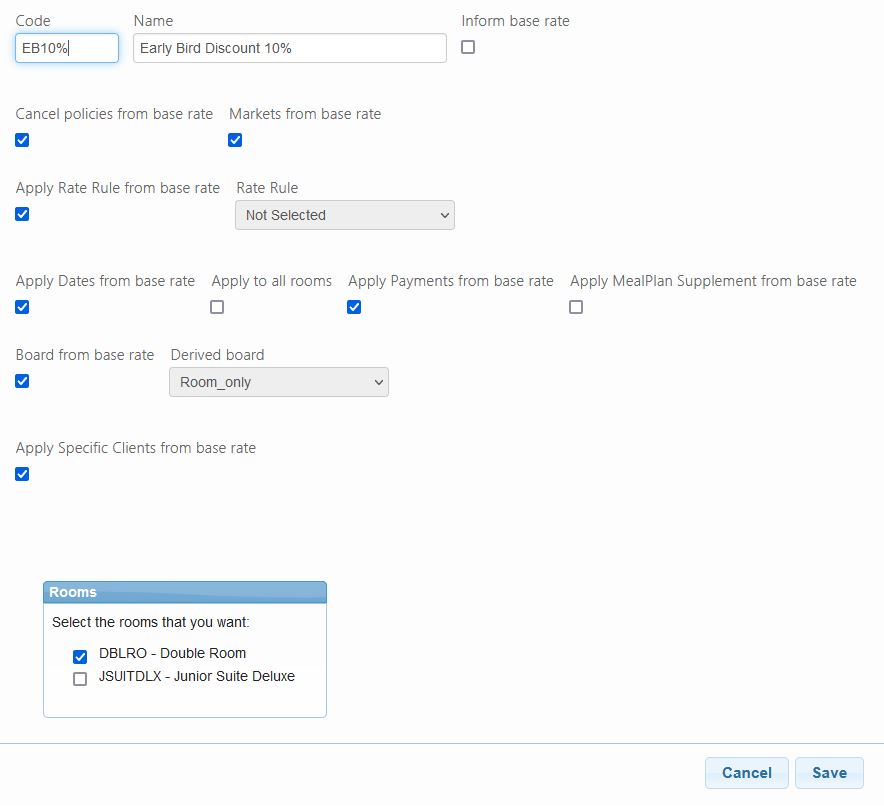 Code Name Inform base rate
EB10% Early Bird Discount 10%
Cancel policies from base rate Markets from base rate
Apply Rate Rule from base rate Rate Rule
Not Selected
Apply Dates from base rate Apply to all rooms Apply Payments from base rate Apply MealPlan Supplement from base rate
Board from base rate Derived board
Room_only
Apply Specific Clients from base rate
Rooms
Select the rooms that you want:
DBLRO - Double Room
JSUITDLX - Junior Suite Deluxe
Cancel Save